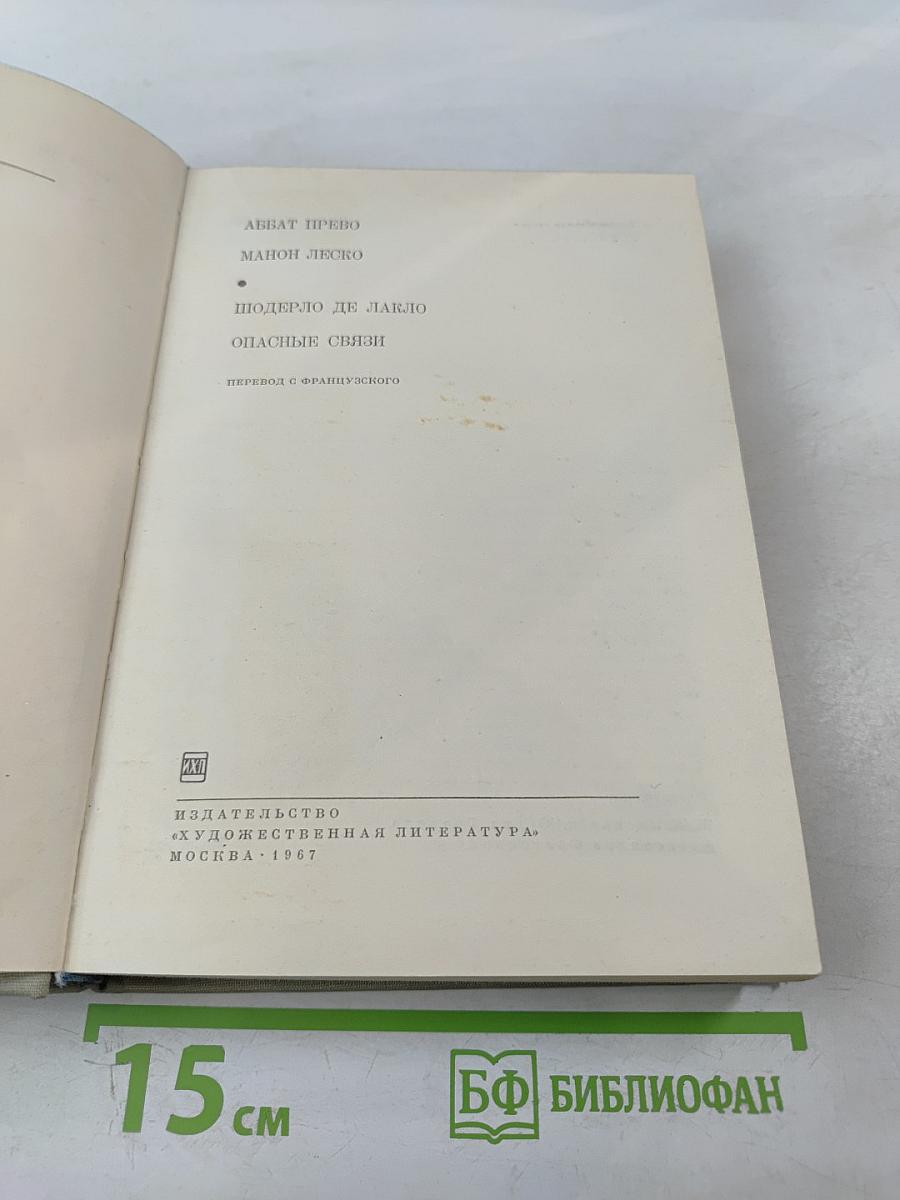 АББАТ ПРЕВО
МАНОН ЛЕСКО
•
ШОДЕРЛО ДЕ ЛАКЛО
ОПАСНЫЕ СВЯЗИ
ПЕРЕВОД С ФРАНЦУЗСКОГО
ИХЛ
ИЗДАТЕЛЬСТВО
«ХУДОЖЕСТВЕННАЯ ЛИТЕРАТУРА»
МОСКВА · 1967
15 см
БФ БИБЛИОФАН